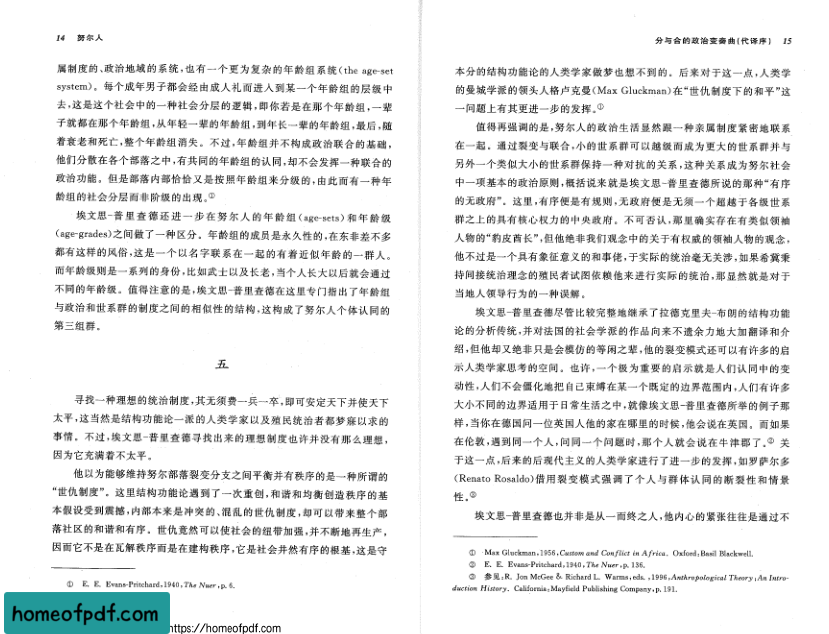 14 努尔人
属制度的、政治地域的系统,也有一个更为复杂的年龄组系统(the age-set
system)。每个成年男子都会经由成人礼而进入到某一个年龄组的层级中
去,这是这个社会中的一种社会分层的逻辑,即你若是在那个年龄组,一辈
子就都在那个年龄组,从年轻一辈的年龄组,到年长一辈的年龄组,最后,随
着衰老和死亡,整个年龄组消失。不过,年龄组并不构成政治联合的基础,
他们分散在各个部落之中,有共同的年龄组的认同,却不会发挥一种联合的
政治功能。但是部落内部恰恰又是按照年龄组来分级的,由此而有一种年
龄组的社会分层而非阶级的出现。①
埃文思-普里查德还进一步在努尔人的年龄组(age-sets)和年龄级
(age-grades)之间做了一种区分。年龄组的成员是永久性的,在东非差不多
都有这样的风俗,这是一个以名字联系在一起的有着近似年龄的一群人。
而年龄级则是一系列的身份,比如武士以及长老,当个人长大以后就会通过
不同的年龄级。值得注意的是,埃文思-普里查德在这里专门指出了年龄组
与政治和世系群的制度之间的相似性的结构,这构成了努尔人个体认同的
第三组群。
五
寻找一种理想的统治制度,其无须费一兵一卒,即可安定天下并使天下
太平,这当然是结构功能论一派的人类学家以及殖民统治者都梦寐以求的
事情。不过,埃文思-普里查德寻找出来的理想制度也许并没有那么理想,
因为它充满着不太平。
他以为能够维持努尔部落裂变分支之间平衡并有秩序的是一种所谓的
“世仇制度”。这里结构功能论遇到了一次重创,和谐和均衡创造秩序的基
本假设受到震撼,内部本来是冲突的、混乱的世仇制度,却可以带来整个部
落社区的和谐和有序。世仇竟然可以使社会的纽带加强,并不断地再生产,
因而它不是在瓦解秩序而是在建构秩序,它是社会井然有序的根基,这是守
① E. E. Evans-Pritchard,1940,The Nuer,p. 6.
homeofpdf.com
https://homeofpdf.com
分与合的政治变奏曲(代译序) 15
本分的结构功能论的人类学家做梦也想不到的。后来对于这一点,人类学
的曼城学派的领头人格卢克曼(Max Gluckman)在“世仇制度下的和平”这
一问题上有其更进一步的发挥。①
值得再强调的是,努尔人的政治生活显然跟一种亲属制度紧密地联系
在一起。通过裂变与联合,小的世系群可以越级而成为更大的世系群并与
另外一个类似大小的世系群保持一种对抗的关系,这种关系成为努尔社会
中一项基本的政治原则,概括说来就是埃文思-普里查德所说的那种“有序
的无政府”。这里,有序便是有规则,无政府便是无须一个超越于各级世系
群之上的具有核心权力的中央政府。不可否认,那里确实存在有类似领袖
人物的“豹皮酋长”,但他绝非我们观念中的关于有权威的领袖人物的观念,
他不过是一个具有象征意义的和事佬,于实际的统治毫无关涉,如果希冀秉
持间接统治理念的殖民者试图依赖他来进行实际的统治,那显然就是对于
当地人领导行为的一种误解。
埃文思-普里查德尽管比较完整地继承了拉德克里夫-布朗的结构功能
论的分析传统,并对法国的社会学派的作品向来不遗余力地大加翻译和介
绍,但他却又绝非只是会模仿的等闲之辈,他的裂变模式还可以有许多的启
示人类学家思考的空间。也许,一个极为重要的启示就是人们认同中的变
动性,人们不会僵化地把自己束缚在某一个既定的边界范围内,人们有许多
大小不同的边界适用于日常生活之中,就像埃文思-普里查德所举的例子那
样,当你在德国问一位英国人他的家在哪里的时候,他会说在英国。而如果
在伦敦,遇到同一个人,问同一个问题时,那个人就会说在牛津郡了。② 关
于这一点,后来的后现代主义的人类学家进行了进一步的发挥,如罗萨尔多
(Renato Rosaldo)借用裂变模式强调了个人与群体认同的断裂性和情景
性。③
埃文思-普里查德也并非是从一而终之人,他内心的紧张往往是通过不
① Max Gluckman,1956,Custom and Conflict in Africa. Oxford:Basil Blackwell.
② E. E. Evans-Pritchard,1940,The Nuer,p. 136.
③ 参见:R. Jon McGee & Richard L. Warms,eds. ,1996,Anthropological Theory:An Intro-
duction History. California:Mayfield Publishing Company,p. 191.